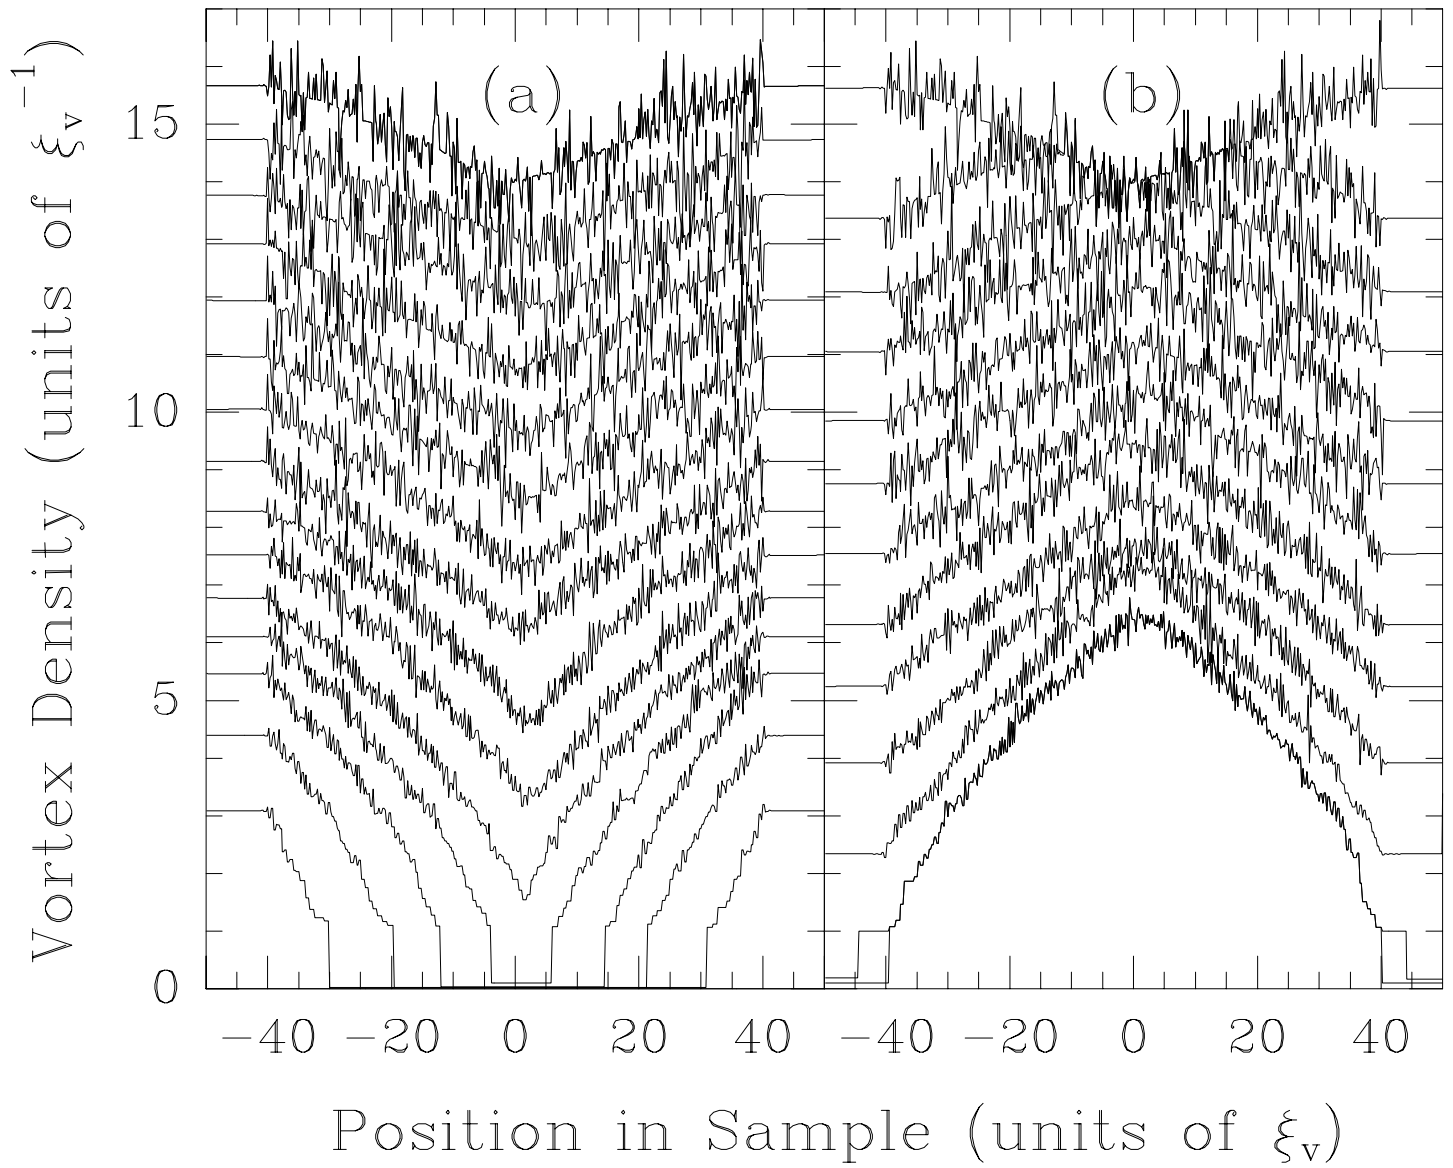 Vortex Density (units of ξᵥ⁻¹)
(a)
(b)
15
10
5
0
−40 −20 0 20 40
−40 −20 0 20 40
Position in Sample (units of ξᵥ)